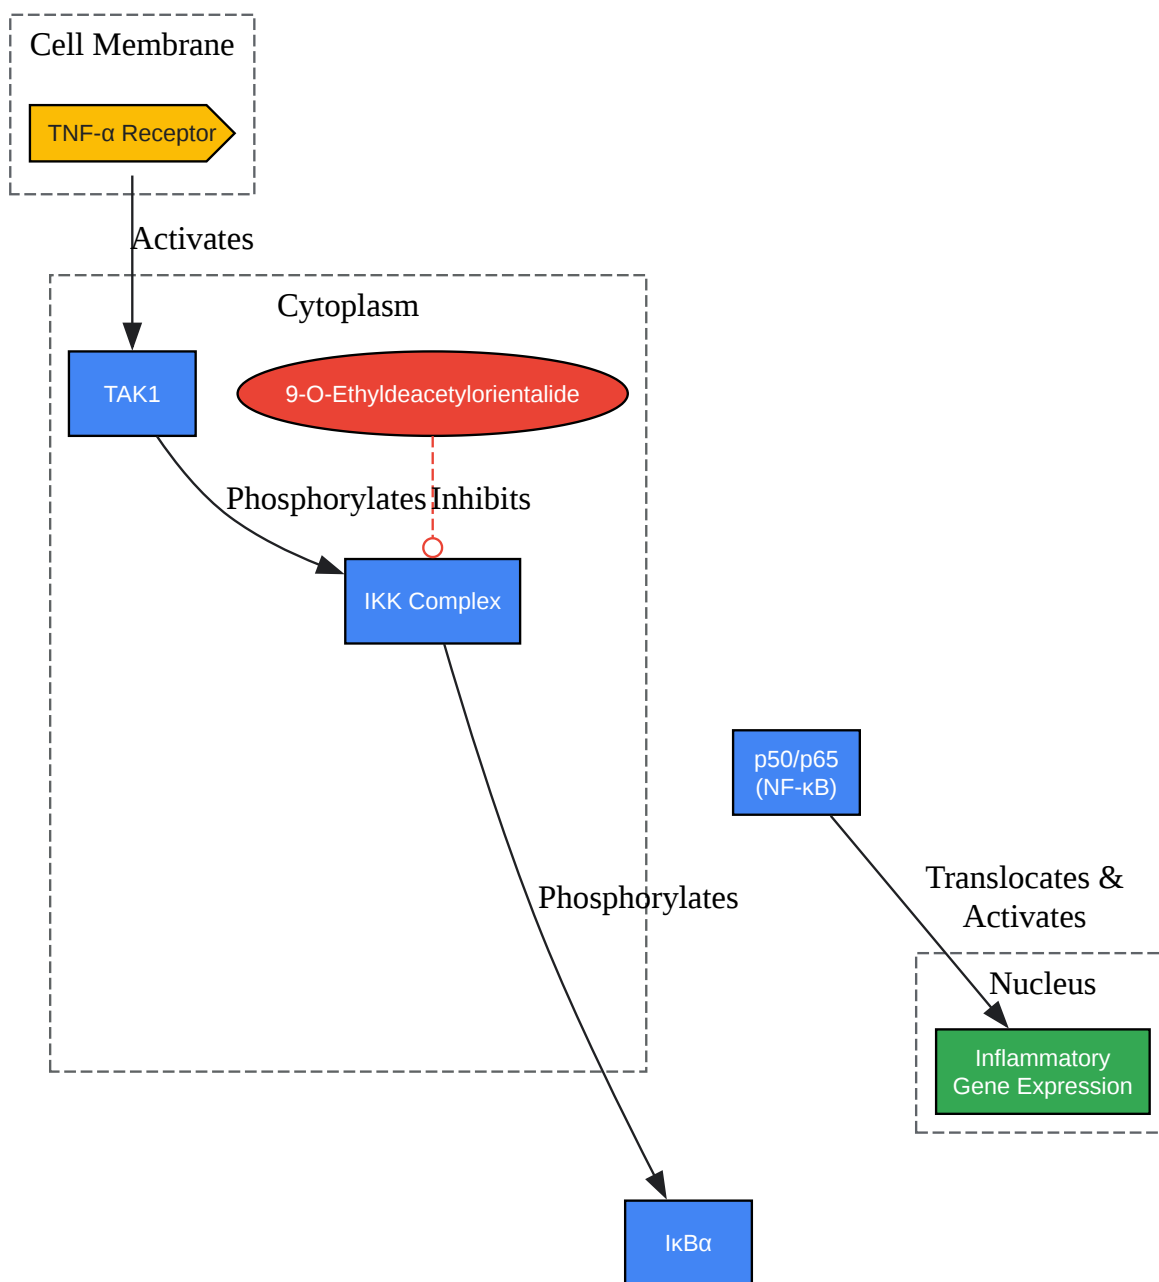 Cell Membrane
TNF-α Receptor
Activates
Cytoplasm
TAK1
9-O-Ethyldeacetylorientalide
Phosphorylates
Inhibits
IKK Complex
p50/p65
(NF-κB)
Translocates &
Activates
Phosphorylates
Nucleus
Inflammatory
Gene Expression
IκBα